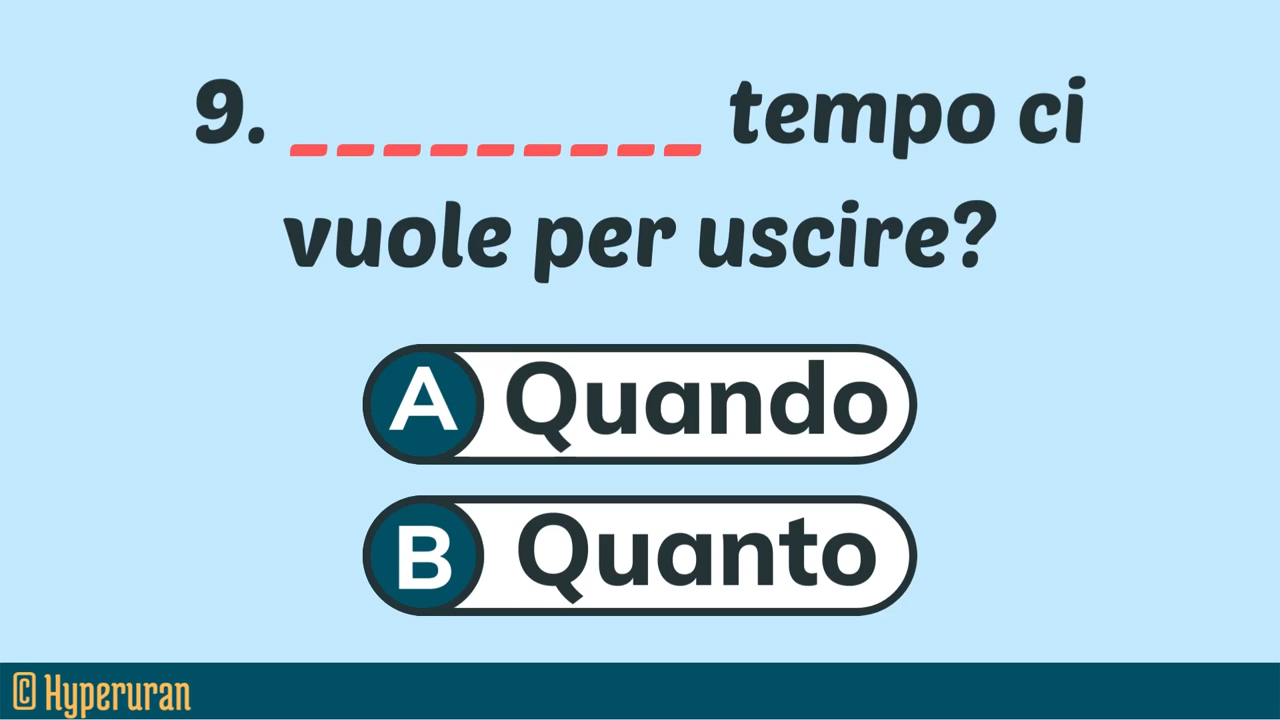 9. _________ tempo ci
vuole per uscire?
A Quando
B Quanto
© Hyperuran